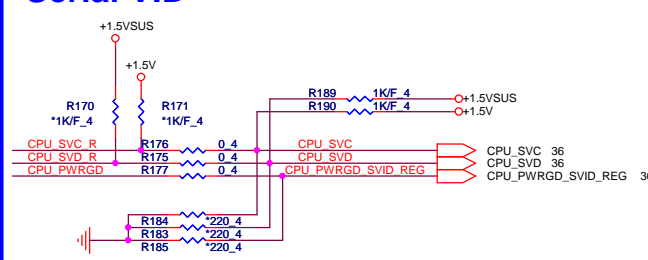 +1.5VSUS
+1.5V
R170
*1K/F_4
R171
*1K/F_4
R189 1K/F_4 +1.5VSUS
R190 1K/F_4 +1.5V
CPU_SVC_R R176 0_4 CPU_SVC CPU_SVC 36
CPU_SVD_R R175 0_4 CPU_SVD CPU_SVD 36
CPU_PWRGD R177 0_4 CPU_PWRGD_SVID_REG CPU_PWRGD_SVID_REG
R184 *220_4
R183 *220_4
R185 *220_4